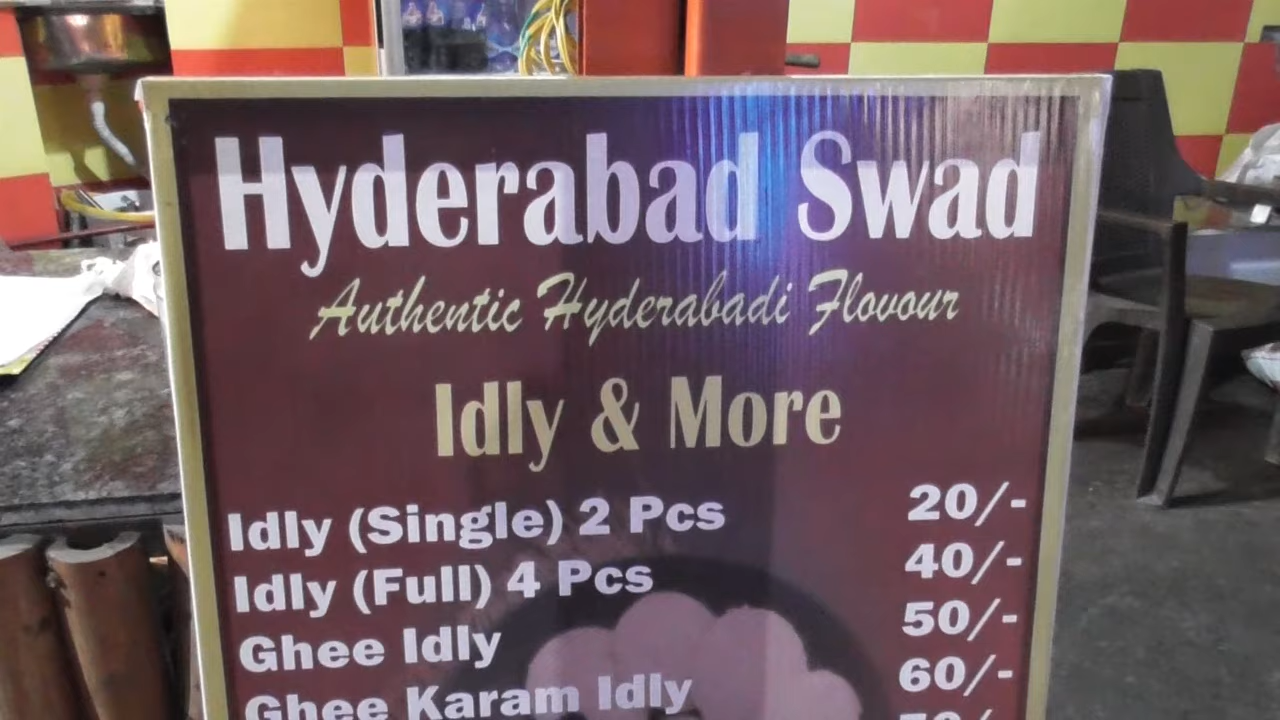 Hyderabad Swad
Authentic Hyderabadi Flovour
Idly & More
Idly (Single) 2 Pcs 20/-
Idly (Full) 4 Pcs 40/-
Ghee Idly 50/-
Ghee Karam Idly 60/-